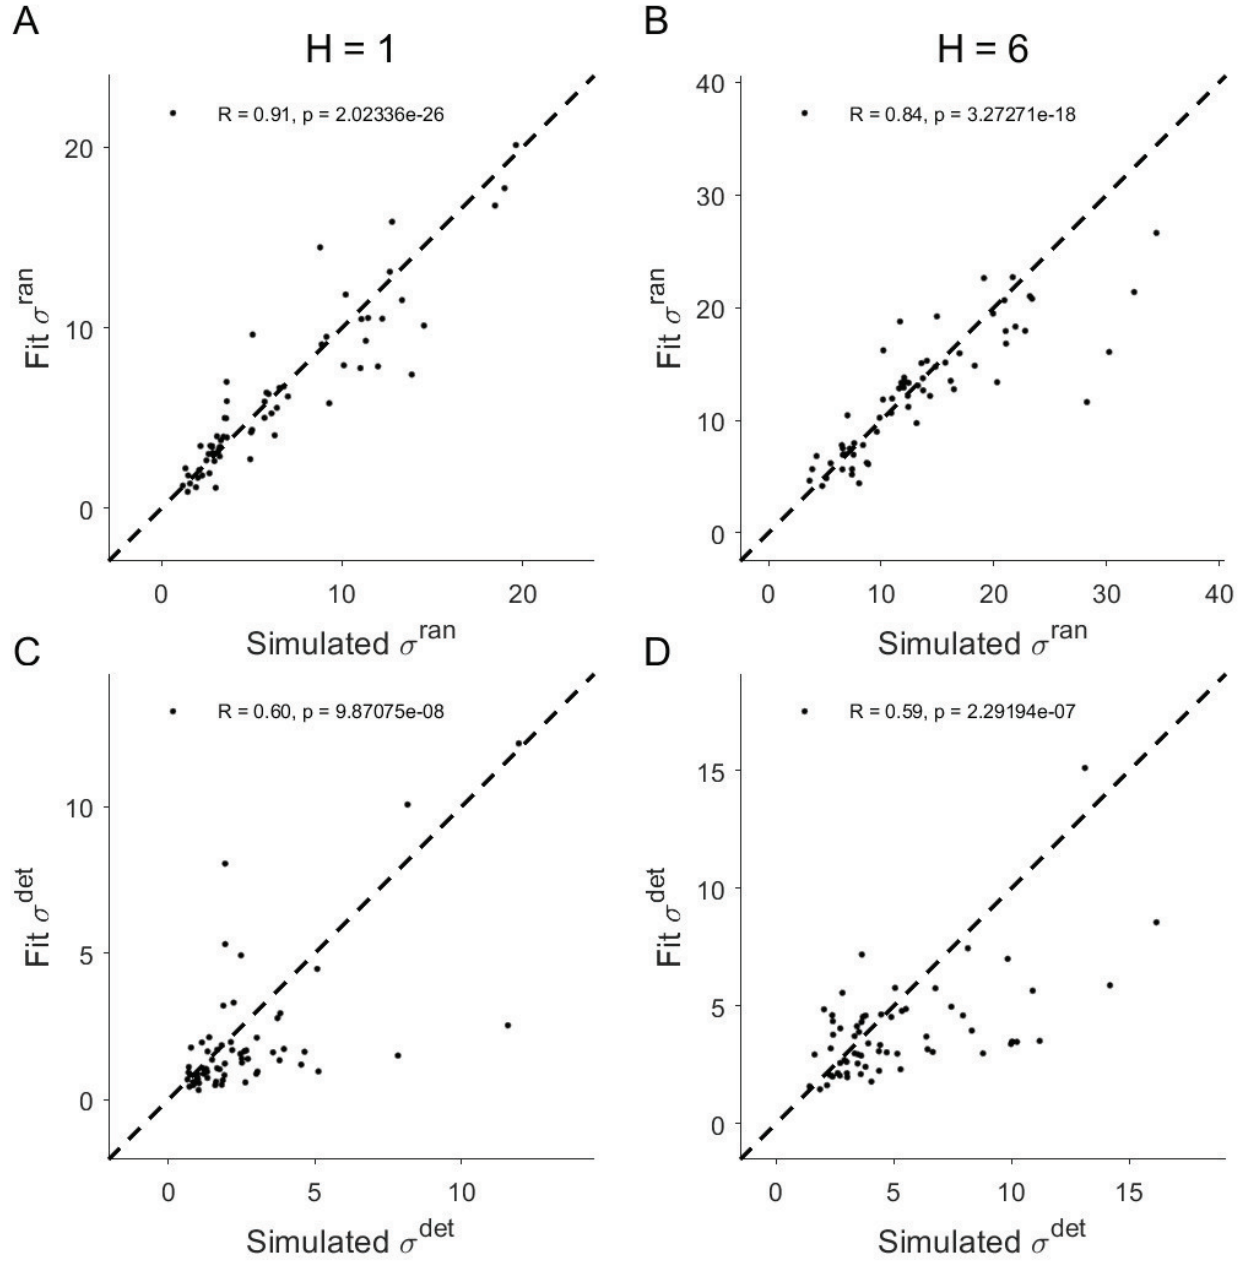 A
H = 1
R = 0.91, p = 2.02336e-26
20
10
0
Fit σ^ran
0 10 20
Simulated σ^ran
B
H = 6
R = 0.84, p = 3.27271e-18
40
30
20
10
0
Fit σ^ran
0 10 20 30 40
Simulated σ^ran
C
R = 0.60, p = 9.87075e-08
10
5
0
Fit σ^det
0 5 10
Simulated σ^det
D
R = 0.59, p = 2.29194e-07
15
10
5
0
Fit σ^det
0 5 10 15
Simulated σ^det